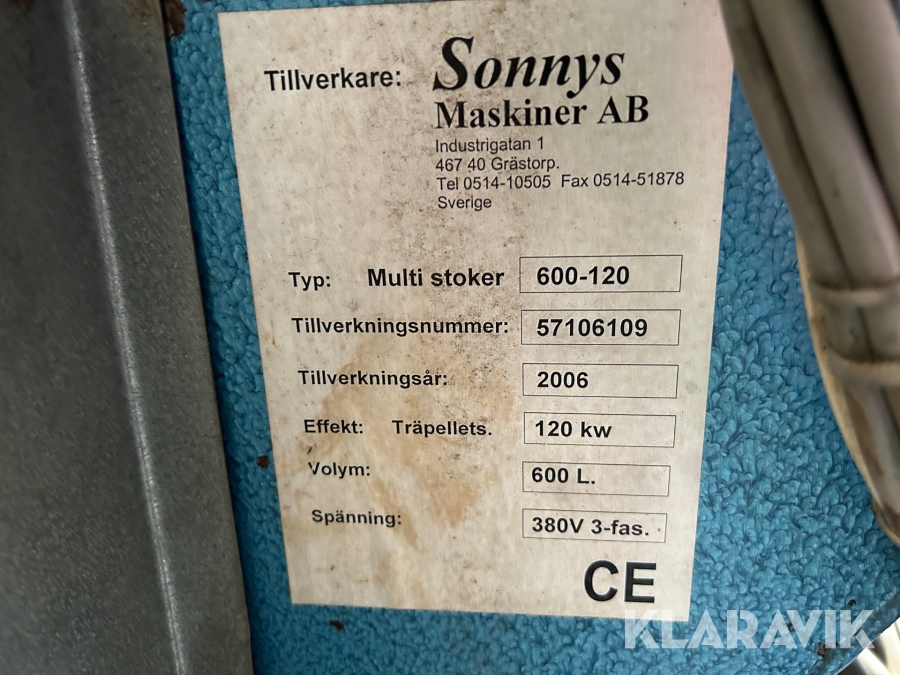 Tillverkare: Sonnys
Maskiner AB
Industrigatan 1
467 40 Grästorp.
Tel 0514-10505 Fax 0514-51878
Sverige
Typ: Multi stoker 600-120
Tillverkningsnummer: 57106109
Tillverkningsår: 2006
Effekt: Träpellets. 120 kw
Volym: 600 L.
Spänning: 380V 3-fas.
CE
KLARAVIK